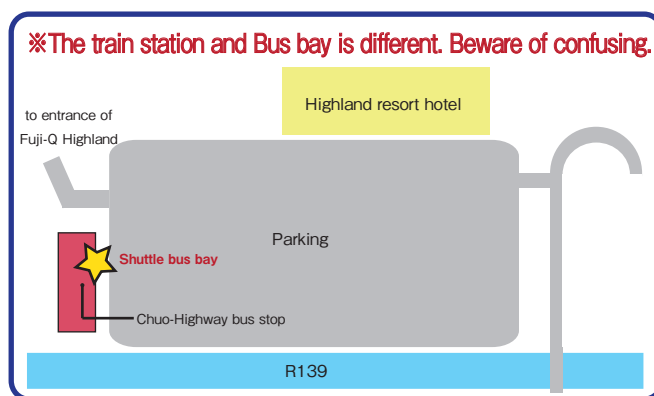 ※The train station and Bus bay is different. Beware of confusing.
Highland resort hotel
to entrance of
Fuji-Q Highland
Parking
Shuttle bus bay
Chuo-Highway bus stop
R139